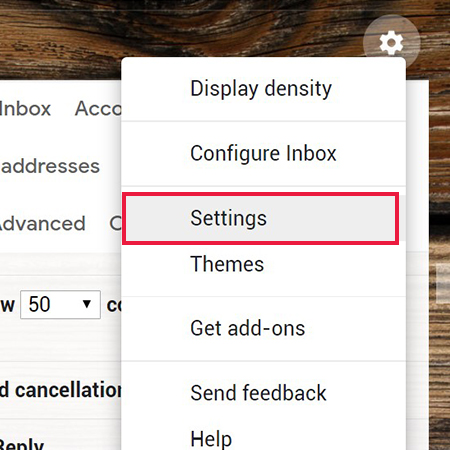 Display density
Inbox Acco
Configure Inbox
addresses
Settings
Advanced
Themes
w 50 co
Get add-ons
d cancellation
Send feedback
Reply
Help